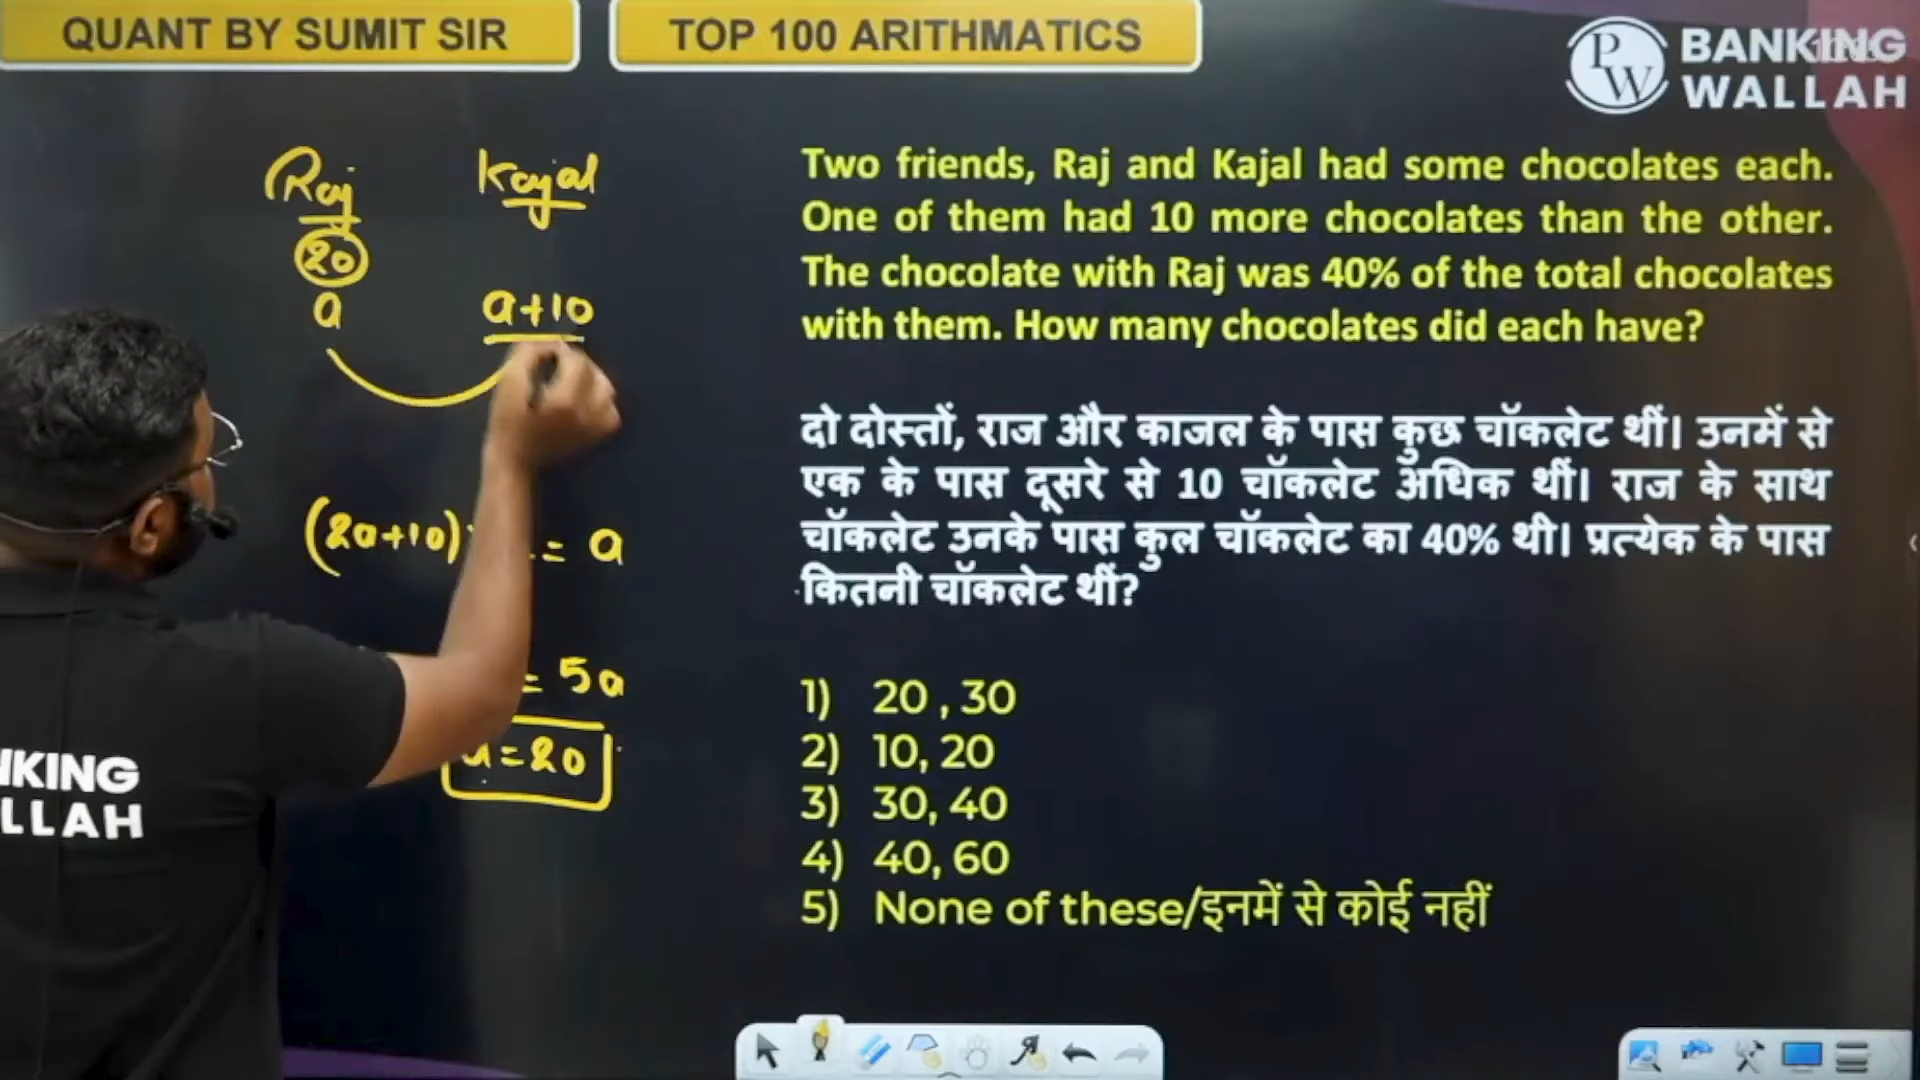 QUANT BY SUMIT SIR
TOP 100 ARITHMATICS
PW
BANKING
WALLAH
Raj Kajal
20
a a+10
(2a+10) = a
= 5a
a=20
Two friends, Raj and Kajal had some chocolates each.
One of them had 10 more chocolates than the other.
The chocolate with Raj was 40% of the total chocolates
with them. How many chocolates did each have?
दो दोस्तों, राज और काजल के पास कुछ चॉकलेट थीं। उनमें से
एक के पास दूसरे से 10 चॉकलेट अधिक थीं। राज के साथ
चॉकलेट उनके पास कुल चॉकलेट का 40% थी। प्रत्येक के पास
कितनी चॉकलेट थीं?
1) 20 , 30
2) 10, 20
3) 30, 40
4) 40, 60
5) None of these/इनमें से कोई नहीं
NKING
LLAH